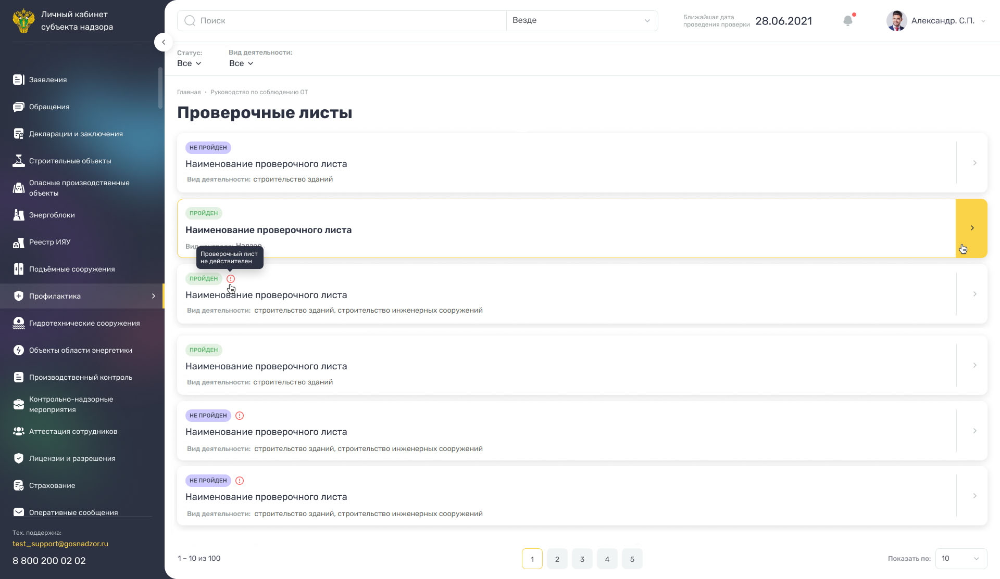 Личный кабинет
субъекта надзора
Заявления
Обращения
Декларации и заключения
Строительные объекты
Опасные производственные
объекты
Энергоблоки
Реестр ИЯУ
Подъёмные сооружения
Профилактика
Гидротехнические сооружения
Объекты области энергетики
Производственный контроль
Контрольно-надзорные
мероприятия
Аттестация сотрудников
Лицензии и разрешения
Страхование
Оперативные сообщения
Тех. поддержка:
test_support@gosnadzor.ru
8 800 200 02 02
Поиск
Везде
Ближайшая дата
проведения проверки
28.06.2021
Александр. С.П.
Статус:
Все
Вид деятельности:
Все
Главная • Руководство по соблюдению ОТ
Проверочные листы
НЕ ПРОЙДЕН
Наименование проверочного листа
Вид деятельности: строительство зданий
ПРОЙДЕН
Наименование проверочного листа
Вид контроля: Надзор
Проверочный лист
не действителен
ПРОЙДЕН
Наименование проверочного листа
Вид деятельности: строительство зданий, строительство инженерных сооружений
ПРОЙДЕН
Наименование проверочного листа
Вид деятельности: строительство зданий
НЕ ПРОЙДЕН
Наименование проверочного листа
Вид деятельности: строительство зданий, строительство инженерных сооружений
НЕ ПРОЙДЕН
Наименование проверочного листа
Вид деятельности: строительство зданий, строительство инженерных сооружений
1 – 10 из 100
1 2 3 4 5
Показать по: 10